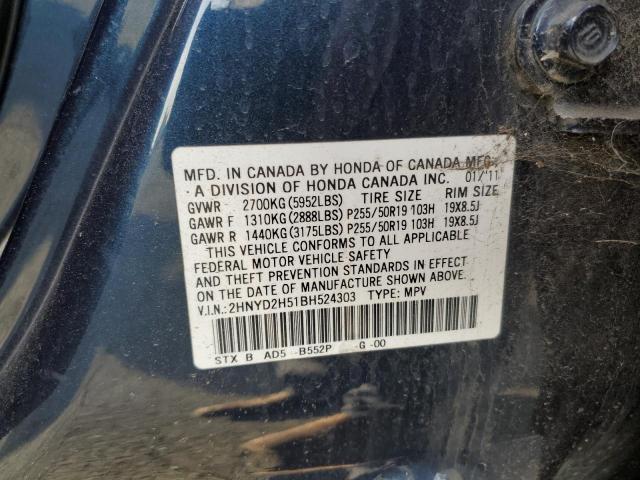 MFD. IN CANADA BY HONDA OF CANADA MFG.
A DIVISION OF HONDA CANADA INC. 01/11
GVWR 2700KG (5952LBS) TIRE SIZE RIM SIZE
GAWR F 1310KG (2888LBS) P255/50R19 103H 19X8.5J
GAWR R 1440KG (3175LBS) P255/50R19 103H 19X8.5J
THIS VEHICLE CONFORMS TO ALL APPLICABLE
FEDERAL MOTOR VEHICLE SAFETY
AND THEFT PREVENTION STANDARDS IN EFFECT
ON THE DATE OF MANUFACTURE SHOWN ABOVE.
V.I.N.: 2HNYD2H51BH524303 TYPE: MPV
STX B AD5 -B552P -G -00